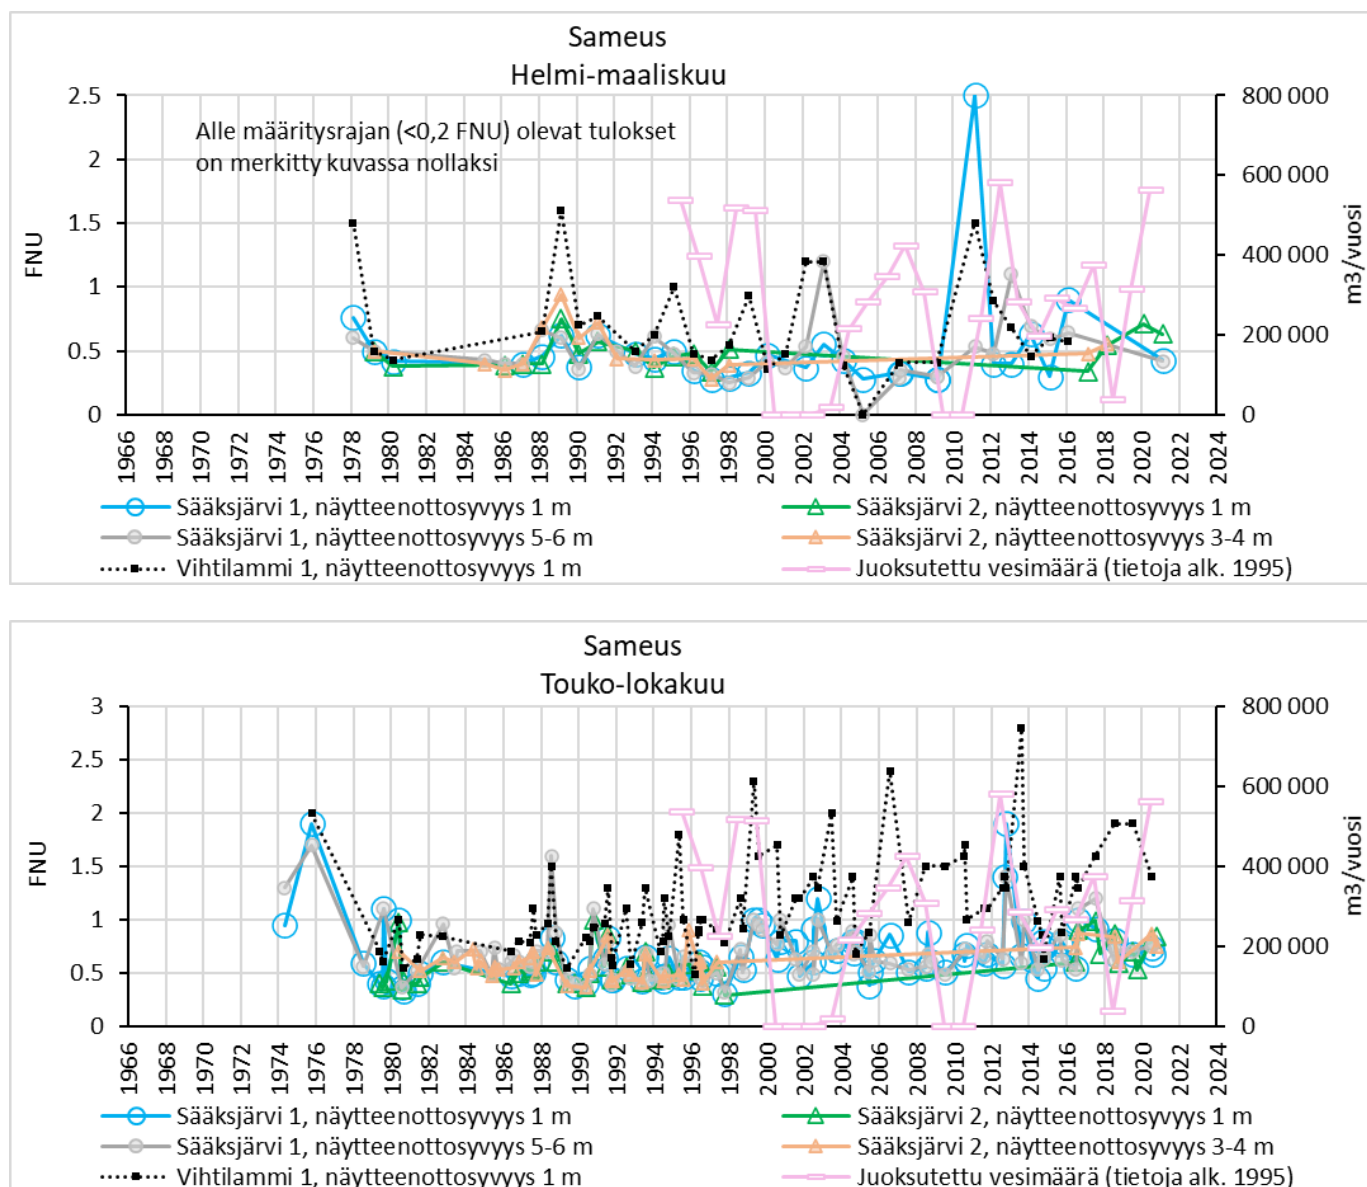 Sameus
Helmi-maaliskuu
Alle määritysrajan (<0,2 FNU) olevat tulokset
on merkitty kuvassa nollaksi
FNU
2.5
2
1.5
1
0.5
0
800 000
600 000
400 000
200 000
0
m3/vuosi
1966 1968 1970 1972 1974 1976 1978 1980 1982 1984 1986 1988 1990 1992 1994 1996 1998 2000 2002 2004 2006 2008 2010 2012 2014 2016 2018 2020 2022 2024
Sääksjärvi 1, näytteenottosyvyys 1 m
Sääksjärvi 2, näytteenottosyvyys 1 m
Sääksjärvi 1, näytteenottosyvyys 5-6 m
Sääksjärvi 2, näytteenottosyvyys 3-4 m
Vihtilammi 1, näytteenottosyvyys 1 m
Juoksutettu vesimäärä (tietoja alk. 1995)
Sameus
Touko-lokakuu
FNU
3
2.5
2
1.5
1
0.5
0
800 000
600 000
400 000
200 000
0
m3/vuosi
1966 1968 1970 1972 1974 1976 1978 1980 1982 1984 1986 1988 1990 1992 1994 1996 1998 2000 2002 2004 2006 2008 2010 2012 2014 2016 2018 2020 2022 2024
Sääksjärvi 1, näytteenottosyvyys 1 m
Sääksjärvi 2, näytteenottosyvyys 1 m
Sääksjärvi 1, näytteenottosyvyys 5-6 m
Sääksjärvi 2, näytteenottosyvyys 3-4 m
Vihtilammi 1, näytteenottosyvyys 1 m
Juoksutettu vesimäärä (tietoja alk. 1995)